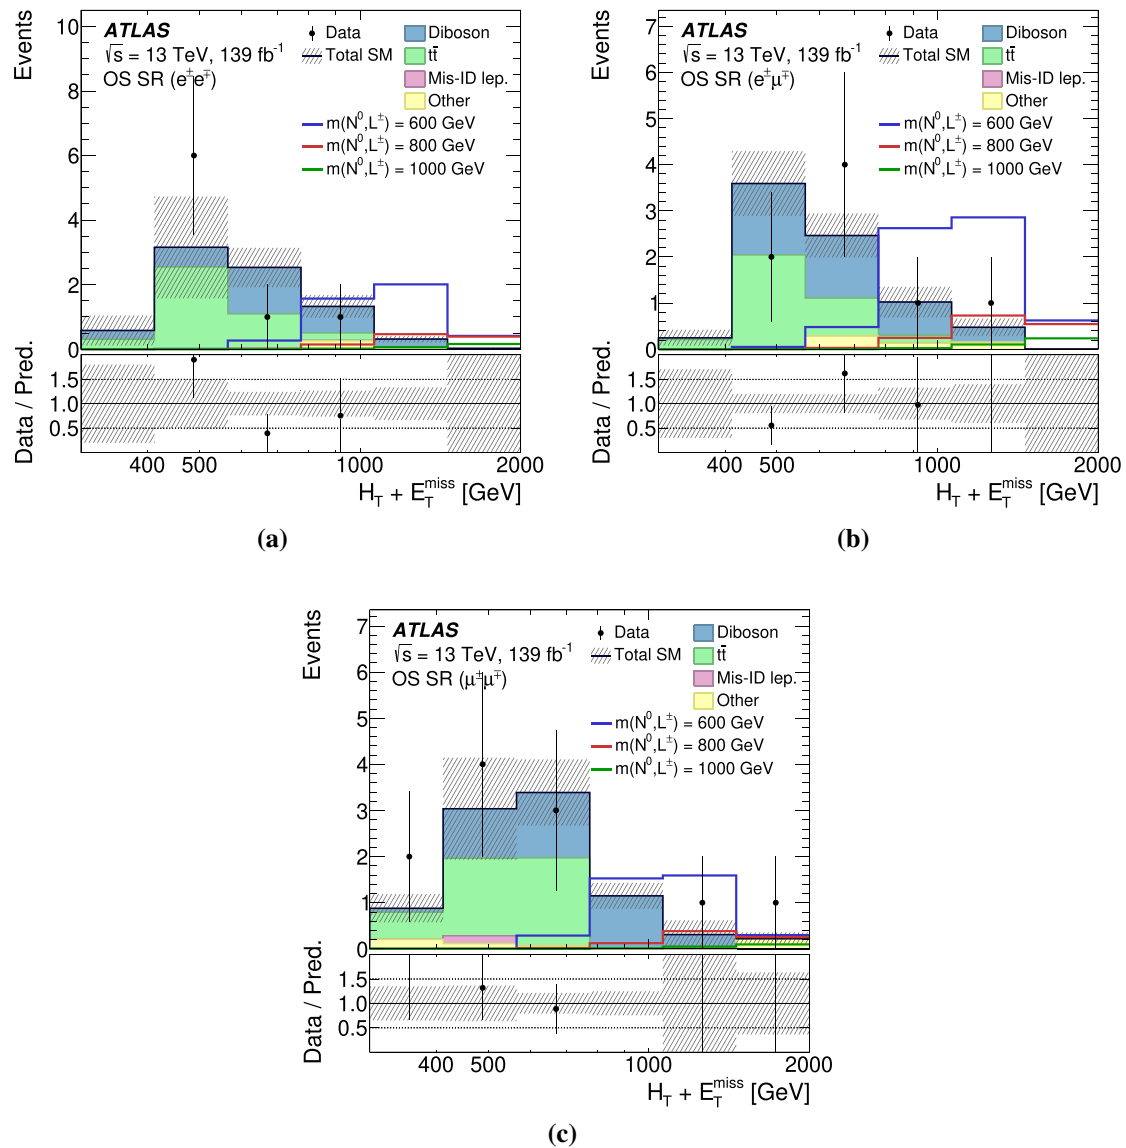 ATLAS
√s = 13 TeV, 139 fb⁻¹
OS SR (e±e∓)
Data
Total SM
Diboson
tt̄
Mis-ID lep.
Other
m(N⁰,L±) = 600 GeV
m(N⁰,L±) = 800 GeV
m(N⁰,L±) = 1000 GeV
Events
10
8
6
4
2
0
Data / Pred.
1.5
1.0
0.5
400 500 1000 2000
H_T + E_T^miss [GeV]
(a)
ATLAS
√s = 13 TeV, 139 fb⁻¹
OS SR (e±μ∓)
Data
Total SM
Diboson
tt̄
Mis-ID lep.
Other
m(N⁰,L±) = 600 GeV
m(N⁰,L±) = 800 GeV
m(N⁰,L±) = 1000 GeV
Events
7
6
5
4
3
2
1
0
Data / Pred.
1.5
1.0
0.5
400 500 1000 2000
H_T + E_T^miss [GeV]
(b)
ATLAS
√s = 13 TeV, 139 fb⁻¹
OS SR (μ±μ∓)
Data
Total SM
Diboson
tt̄
Mis-ID lep.
Other
m(N⁰,L±) = 600 GeV
m(N⁰,L±) = 800 GeV
m(N⁰,L±) = 1000 GeV
Events
7
6
5
4
3
2
1
0
Data / Pred.
1.5
1.0
0.5
400 500 1000 2000
H_T + E_T^miss [GeV]
(c)